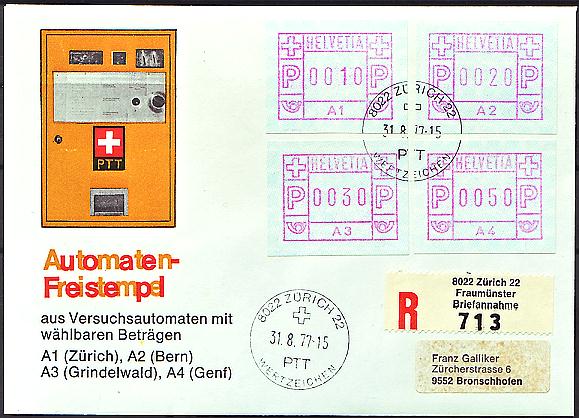 PTT
Automaten-
Freistempel
aus Versuchsautomaten mit
wählbaren Beträgen
A1 (Zürich), A2 (Bern)
A3 (Grindelwald), A4 (Genf)
HELVETIA
P 0010 P
A1
HELVETIA
P 0020 P
A2
HELVETIA
P 0030 P
A3
HELVETIA
P 0050 P
A4
8022 ZÜRICH 22
31.8.77-15
PTT
WERTZEICHEN
8022 ZÜRICH 22
31.8.77-15
PTT
WERTZEICHEN
R
8022 Zürich 22
Fraumünster
Briefannahme
713
Franz Galliker
Zürcherstrasse 6
9552 Bronschhofen